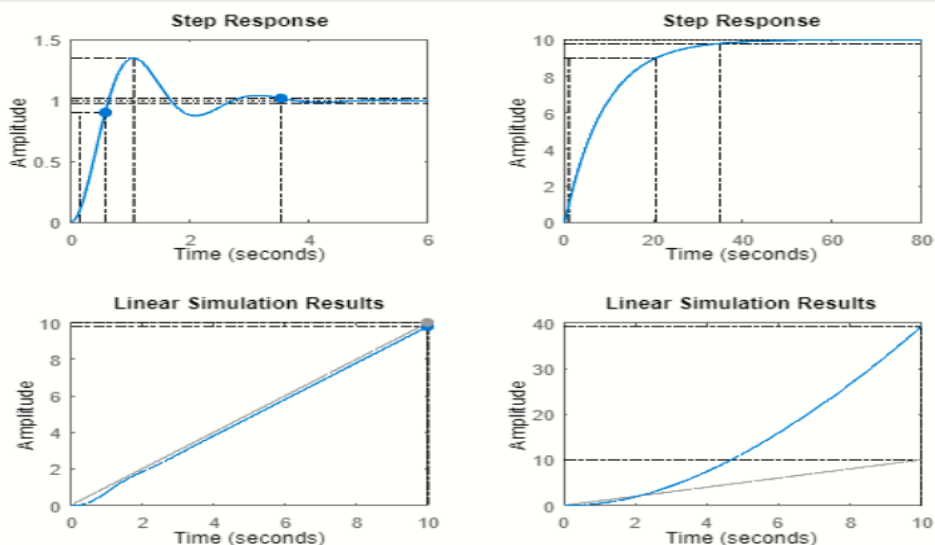 Step Response
1.5
1
0.5
0
Amplitude
0 2 4 6
Time (seconds)
Step Response
10
8
6
4
2
0
Amplitude
0 20 40 60 80
Time (seconds)
Linear Simulation Results
10
8
6
4
2
0
Amplitude
0 2 4 6 8 10
Time (seconds)
Linear Simulation Results
40
30
20
10
0
Amplitude
0 2 4 6 8 10
Time (seconds)